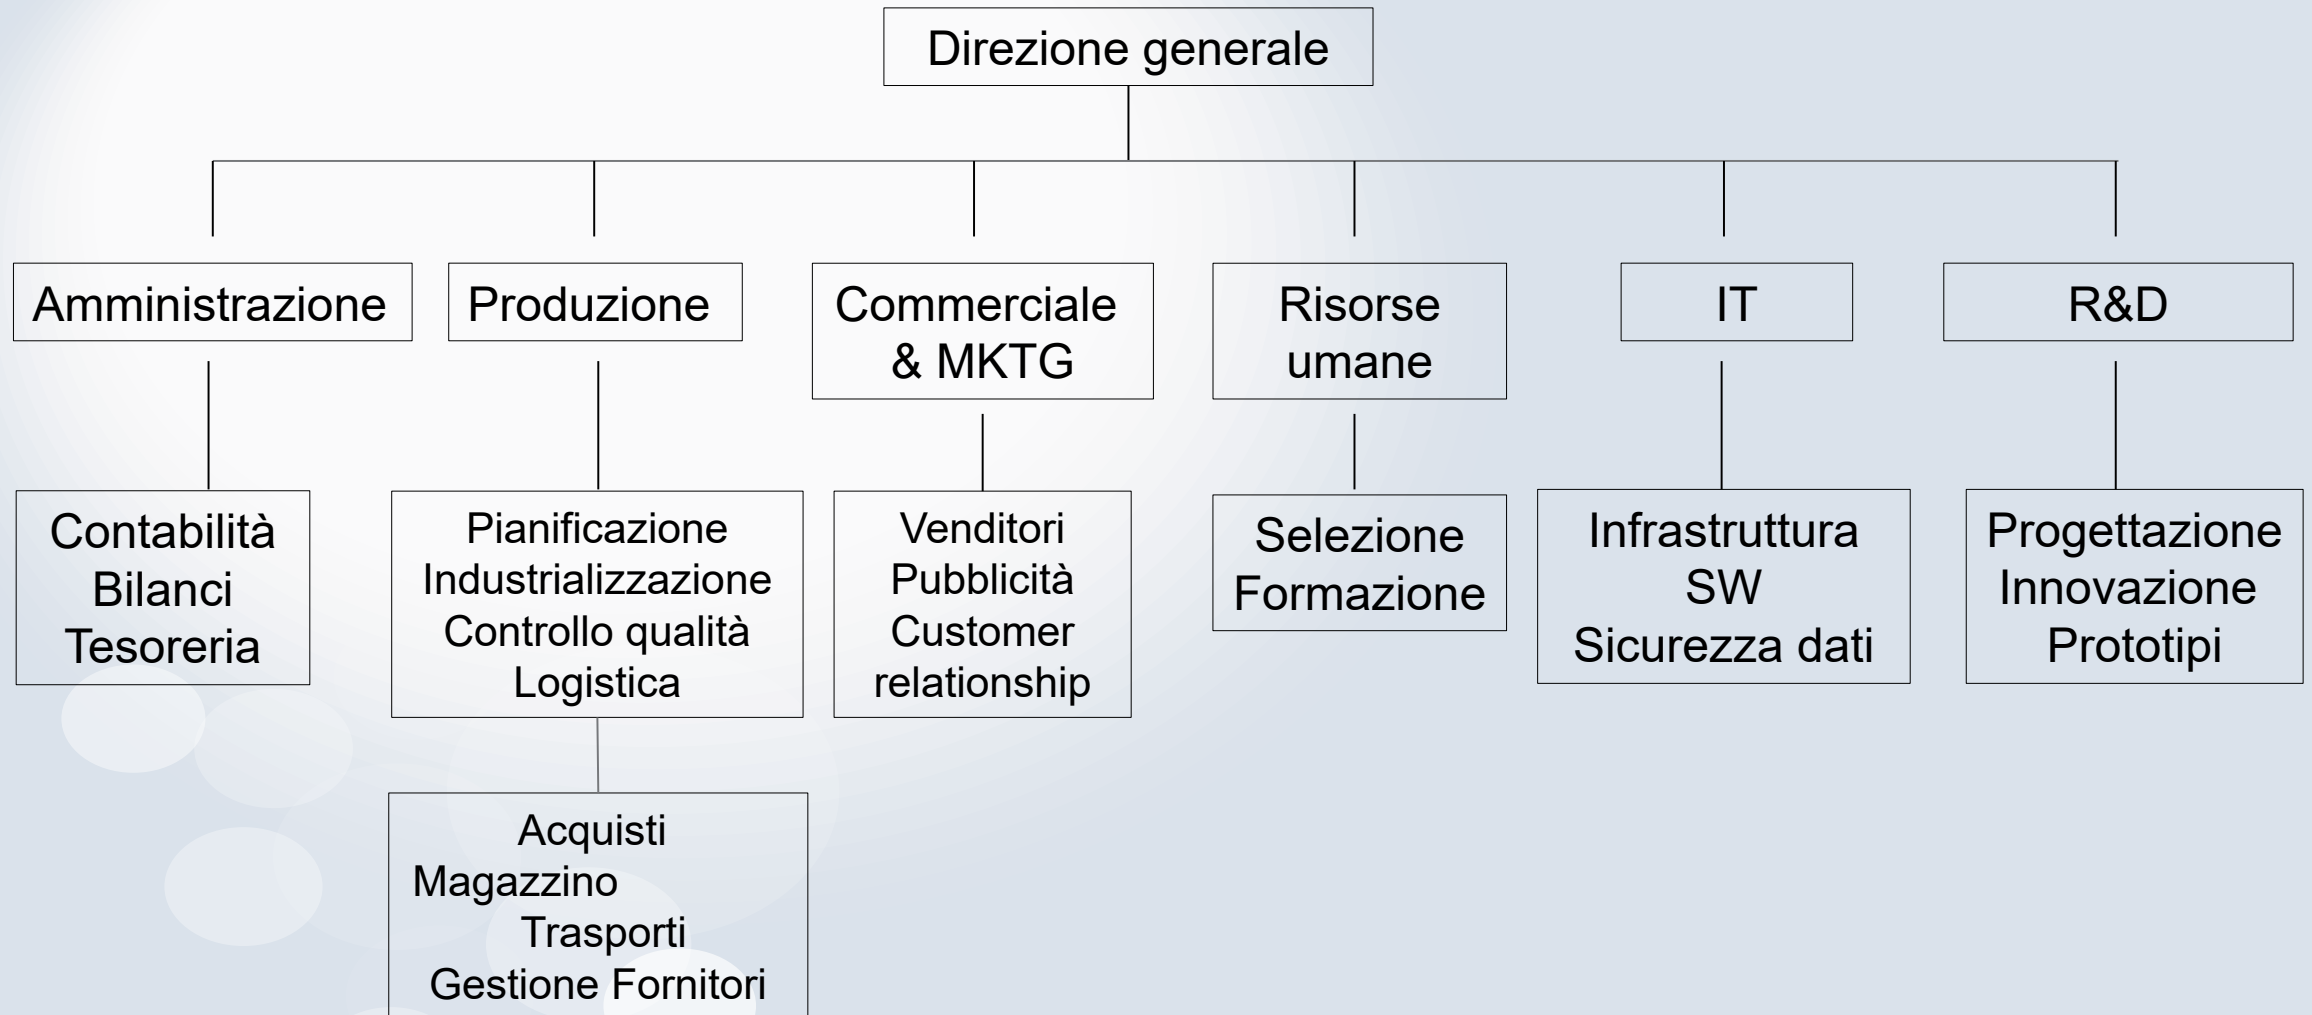 Direzione generale
Amministrazione
Produzione
Commerciale
& MKTG
Risorse
umane
IT
R&D
Contabilità
Bilanci
Tesoreria
Pianificazione
Industrializzazione
Controllo qualità
Logistica
Venditori
Pubblicità
Customer
relationship
Selezione
Formazione
Infrastruttura
SW
Sicurezza dati
Progettazione
Innovazione
Prototipi
Acquisti
Magazzino
Trasporti
Gestione Fornitori